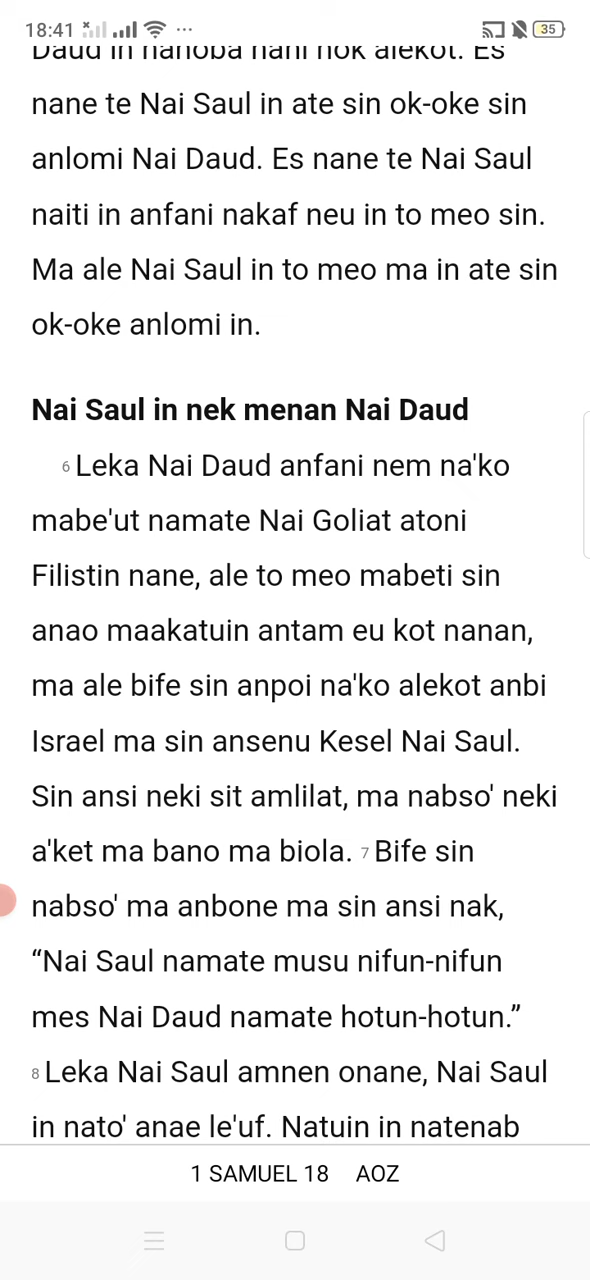 18:41
35
Daud in nahoba hani nok alekot. Es
nane te Nai Saul in ate sin ok-oke sin
anlomi Nai Daud. Es nane te Nai Saul
naiti in anfani nakaf neu in to meo sin.
Ma ale Nai Saul in to meo ma in ate sin
ok-oke anlomi in.
Nai Saul in nek menan Nai Daud
6 Leka Nai Daud anfani nem na'ko
mabe'ut namate Nai Goliat atoni
Filistin nane, ale to meo mabeti sin
anao maakatuin antam eu kot nanan,
ma ale bife sin anpoi na'ko alekot anbi
Israel ma sin ansenu Kesel Nai Saul.
Sin ansi neki sit amlilat, ma nabso' neki
a'ket ma bano ma biola. 7 Bife sin
nabso' ma anbone ma sin ansi nak,
“Nai Saul namate musu nifun-nifun
mes Nai Daud namate hotun-hotun.”
8 Leka Nai Saul amnen onane, Nai Saul
in nato' anae le'uf. Natuin in natenab
1 SAMUEL 18 AOZ